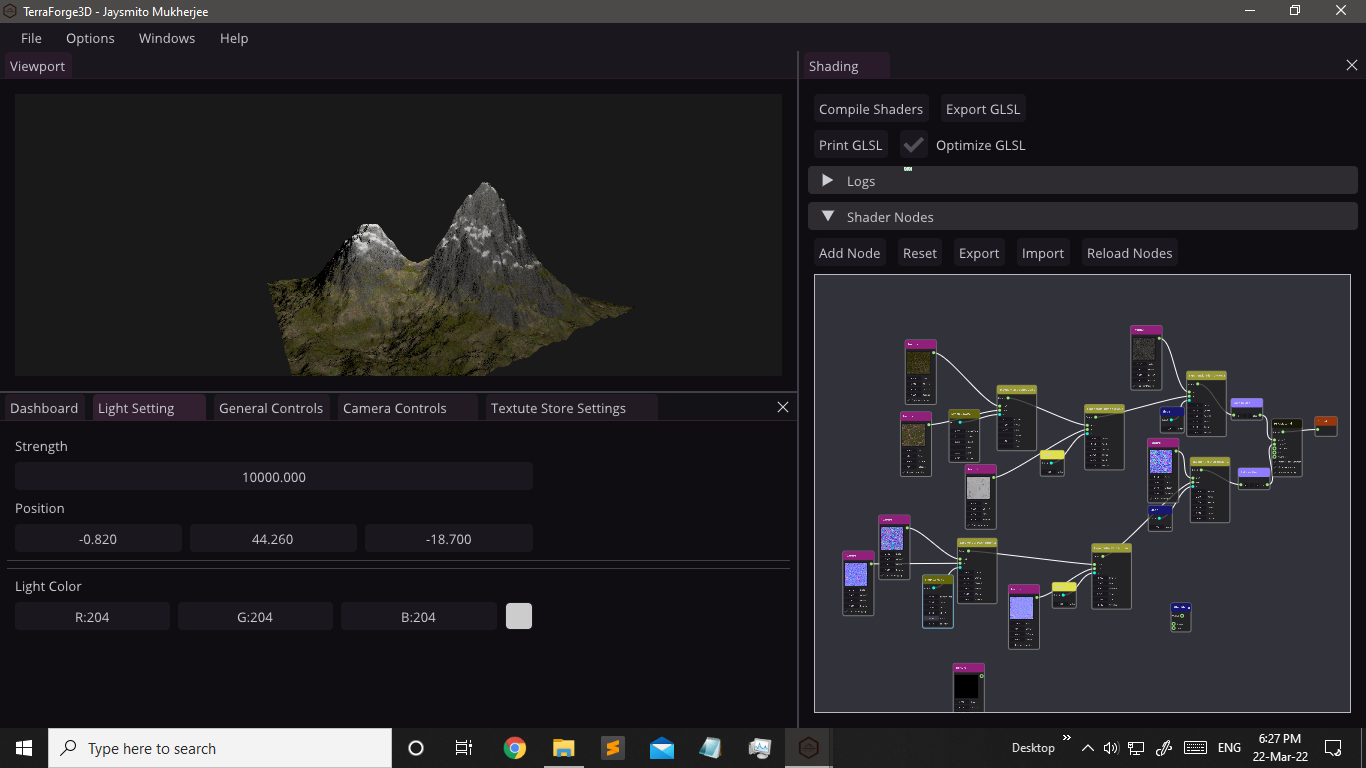 TerraForge3D - Jaysmito Mukherjee
File Options Windows Help
Viewport
Shading
Compile Shaders Export GLSL
Print GLSL Optimize GLSL
Logs
Shader Nodes
Add Node Reset Export Import Reload Nodes
Dashboard Light Setting General Controls Camera Controls Textute Store Settings
Strength
10000.000
Position
-0.820 44.260 -18.700
Light Color
R:204 G:204 B:204
Type here to search
Desktop
ENG
6:27 PM
22-Mar-22